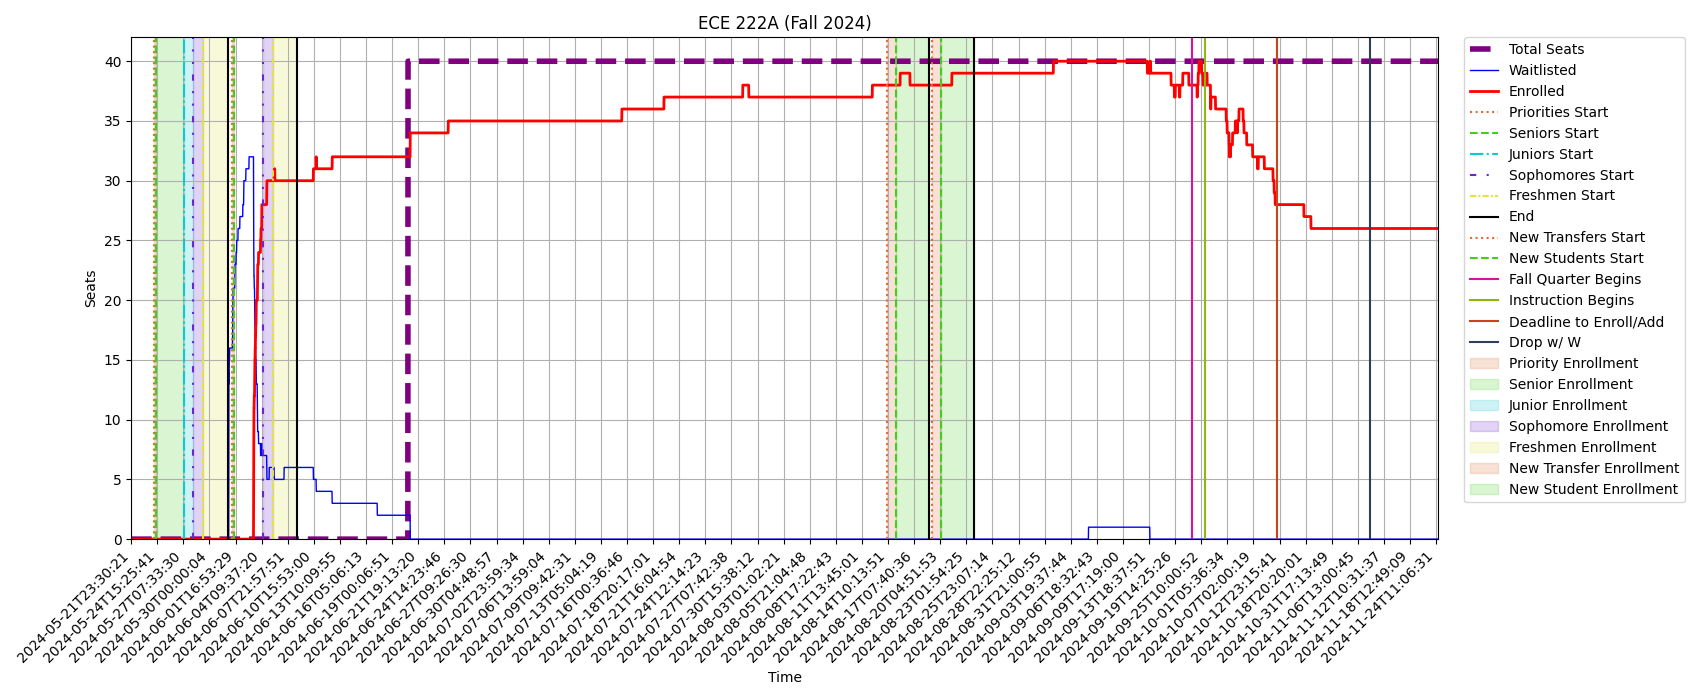 ECE 222A (Fall 2024)
Seats
40
35
30
25
20
15
10
5
0
2024-05-21T23:30:21
2024-05-24T15:25:41
2024-05-27T07:33:30
2024-05-30T00:00:04
2024-06-01T16:53:29
2024-06-04T09:37:20
2024-06-07T21:57:51
2024-06-10T15:53:00
2024-06-13T10:09:55
2024-06-16T05:06:13
2024-06-19T00:06:51
2024-06-21T19:13:20
2024-06-24T14:23:46
2024-06-27T09:26:30
2024-06-30T04:48:57
2024-07-02T23:59:34
2024-07-06T13:59:04
2024-07-09T09:42:31
2024-07-13T05:04:19
2024-07-16T00:36:46
2024-07-18T20:17:01
2024-07-21T16:04:54
2024-07-24T12:14:23
2024-07-27T07:42:38
2024-07-30T15:38:12
2024-08-03T01:02:21
2024-08-05T21:04:48
2024-08-08T17:22:43
2024-08-11T13:45:01
2024-08-14T10:13:51
2024-08-17T07:40:36
2024-08-20T04:51:53
2024-08-23T01:54:25
2024-08-25T23:07:14
2024-08-28T22:25:12
2024-08-31T21:00:55
2024-09-03T19:37:44
2024-09-06T18:32:43
2024-09-09T17:19:00
2024-09-13T18:37:51
2024-09-19T14:25:26
2024-09-25T10:00:52
2024-10-01T05:36:34
2024-10-07T02:00:19
2024-10-12T23:15:41
2024-10-18T20:20:01
2024-10-31T17:13:49
2024-11-06T13:00:45
2024-11-12T10:31:37
2024-11-18T12:49:09
2024-11-24T11:06:31
Time
Total Seats
Waitlisted
Enrolled
Priorities Start
Seniors Start
Juniors Start
Sophomores Start
Freshmen Start
End
New Transfers Start
New Students Start
Fall Quarter Begins
Instruction Begins
Deadline to Enroll/Add
Drop w/ W
Priority Enrollment
Senior Enrollment
Junior Enrollment
Sophomore Enrollment
Freshmen Enrollment
New Transfer Enrollment
New Student Enrollment